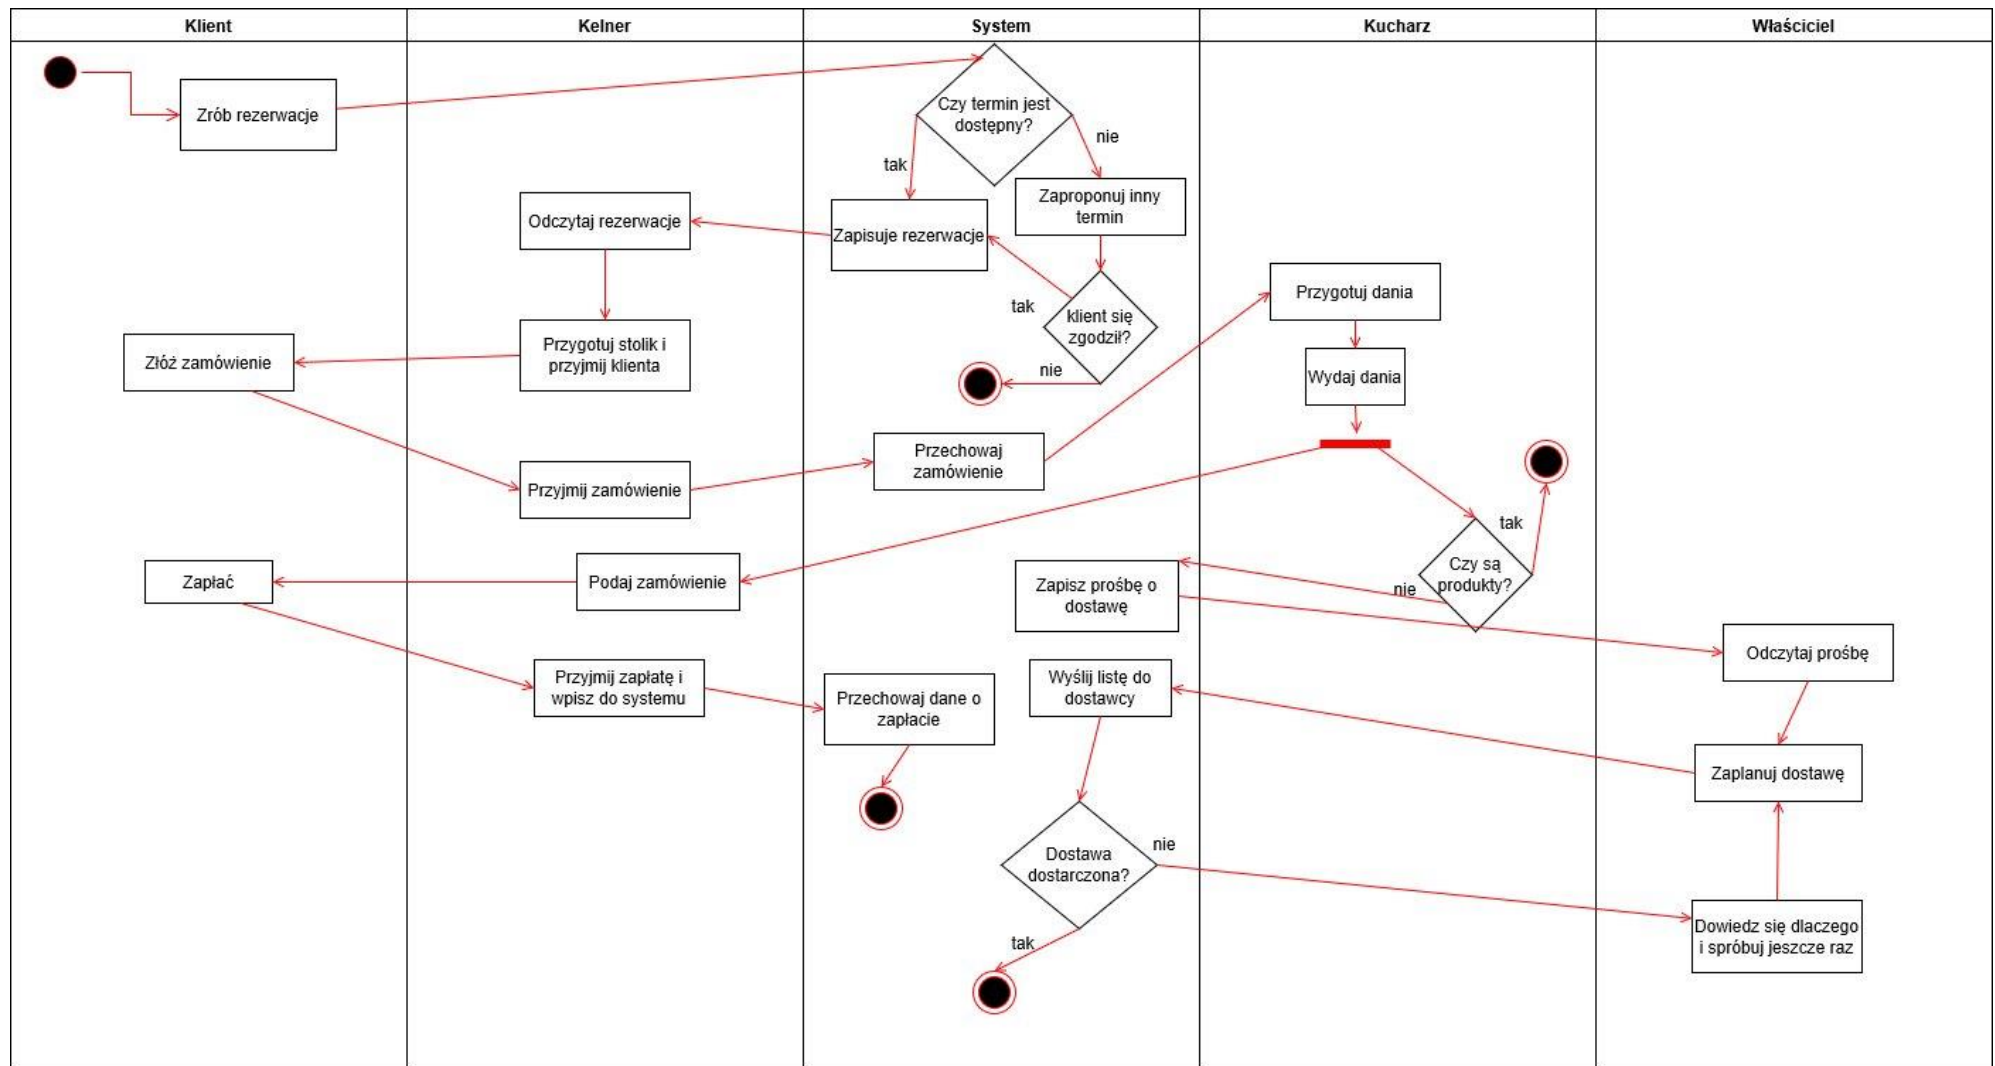 Klient
Kelner
System
Kucharz
Właściciel
Zrób rezerwacje
Czy termin jest
dostępny?
nie
tak
Zaproponuj inny
termin
Odczytaj rezerwacje
Zapisuje rezerwacje
Przygotuj dania
tak
klient się
zgodził?
nie
Przygotuj stolik i
przyjmij klienta
Złóż zamówienie
Wydaj dania
Przechowaj
zamówienie
Przyjmij zamówienie
tak
Czy są
produkty?
nie
Zapłać
Podaj zamówienie
Zapisz prośbę o
dostawę
Odczytaj prośbę
Przyjmij zapłatę i
wpisz do systemu
Przechowaj dane o
zapłacie
Wyślij listę do
dostawcy
Zaplanuj dostawę
Dostawa
dostarczona?
nie
tak
Dowiedz się dlaczego
i spróbuj jeszcze raz